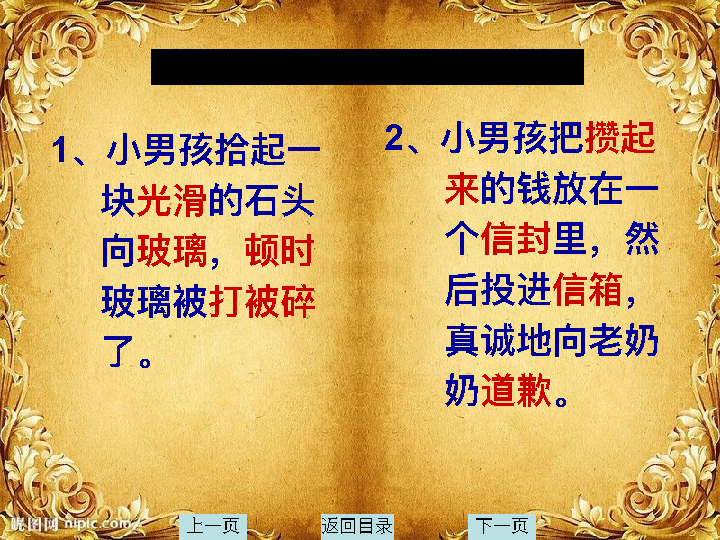 1、小男孩拾起一
块光滑的石头
向玻璃，顿时
玻璃被打被碎
了。
2、小男孩把攒起
来的钱放在一
个信封里，然
后投进信箱，
真诚地向老奶
奶道歉。
昵图网 nipic.com/
上一页
返回目录
下一页